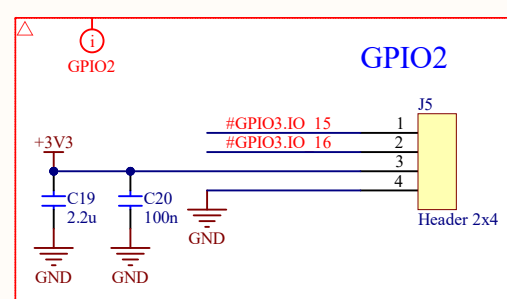 i
GPIO2
GPIO2
J5
#GPIO3.IO_15
1
#GPIO3.IO_16
2
+3V3
3
4
C19
2.2u
C20
100n
GND
Header 2x4
GND
GND